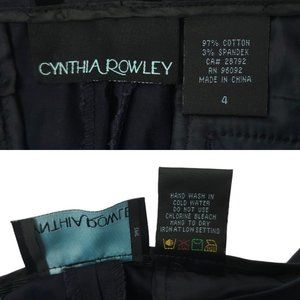 CYNTHIA ROWLEY
97% COTTON
3% SPANDEX
CA# 28792
RN 96092
MADE IN CHINA
4
HAND WASH IN
COLD WATER
DO NOT USE
CHLORINE BLEACH
HANG TO DRY
IRON AT LOW SETTING